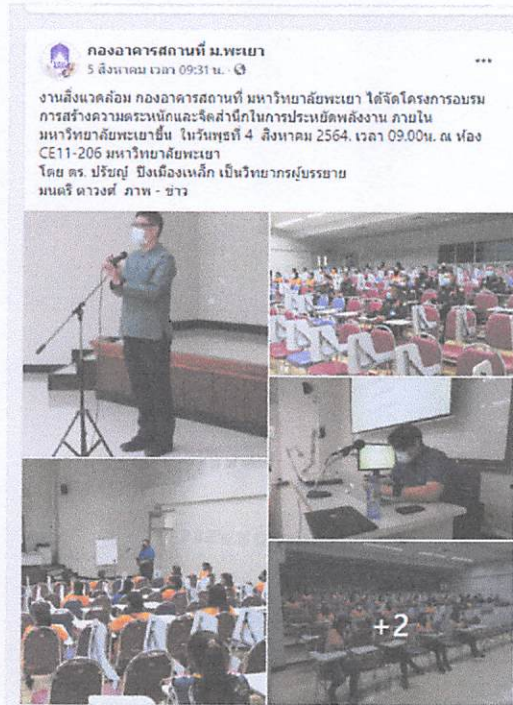 กองอาคารสถานที่ ม.พะเยา
5 สิงหาคม เวลา 09:31 น. ·
งานสิ่งแวดล้อม กองอาคารสถานที่ มหาวิทยาลัยพะเยา ได้จัดโครงการอบรม
การสร้างความตระหนักและจิตสำนึกในการประหยัดพลังงาน ภายใน
มหาวิทยาลัยพะเยาขึ้น ในวันพุธที่ 4 สิงหาคม 2564. เวลา 09.00น. ณ ห้อง
CE11-206 มหาวิทยาลัยพะเยา
โดย ดร. ปรัชญ์ ปิงเมืองเหล็ก เป็นวิทยากรผู้บรรยาย
มนตรี ดาวงศ์ ภาพ - ข่าว
+2